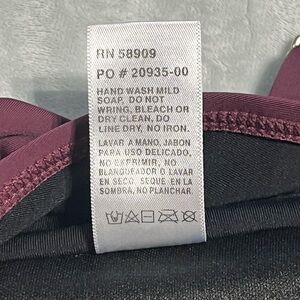 RN 58909
PO # 20935-00
HAND WASH MILD
SOAP, DO NOT
WRING, BLEACH OR
DRY CLEAN, DO
LINE DRY, NO IRON.
LAVAR A MANO, JABON
PARA USO DELICADO,
NO EXPRIMIR, NO
BLANQUEADOR O LAVADO
EN SECO, SEQUE EN LA
SOMBRA, NO PLANCHAR.